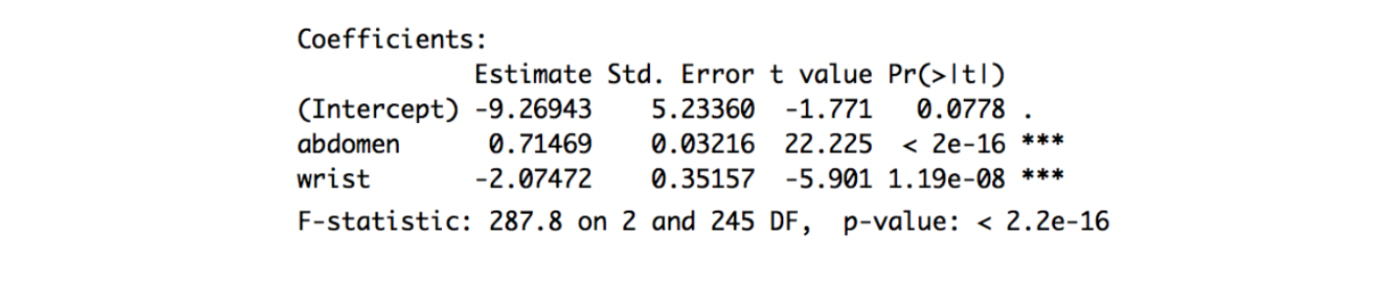 Coefficients:
Estimate Std. Error t value Pr(>|t|)
(Intercept) -9.26943 5.23360 -1.771 0.0778 .
abdomen 0.71469 0.03216 22.225 < 2e-16 ***
wrist -2.07472 0.35157 -5.901 1.19e-08 ***
F-statistic: 287.8 on 2 and 245 DF, p-value: < 2.2e-16